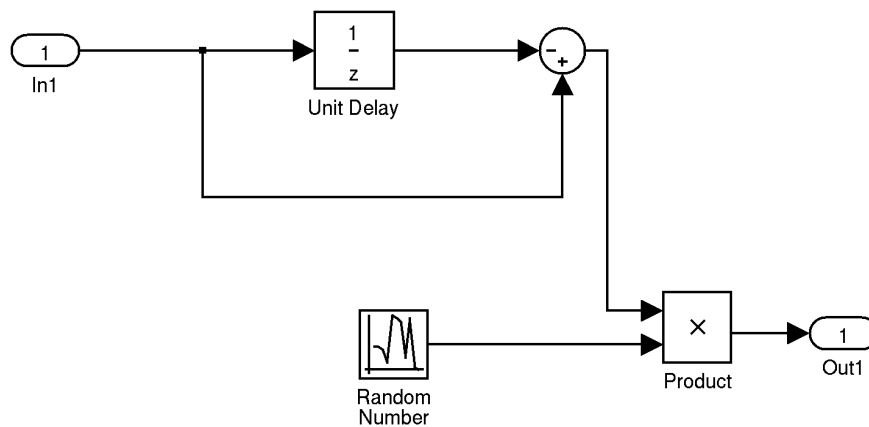 1
In1
1
z
Unit Delay
-
+
Random
Number
×
Product
1
Out1